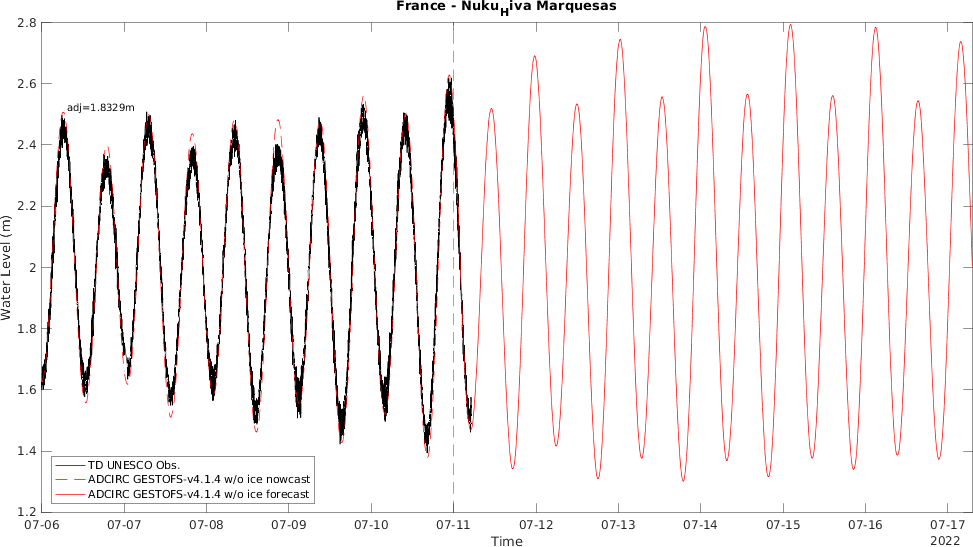 France - Nuku_Hiva Marquesas
2.8
2.6
adj=1.8329m
2.4
2.2
2
1.8
1.6
1.4
1.2
Water Level (m)
TD UNESCO Obs.
ADCIRC GESTOFS-v4.1.4 w/o ice nowcast
ADCIRC GESTOFS-v4.1.4 w/o ice forecast
07-06 07-07 07-08 07-09 07-10 07-11 07-12 07-13 07-14 07-15 07-16 07-17
Time
2022